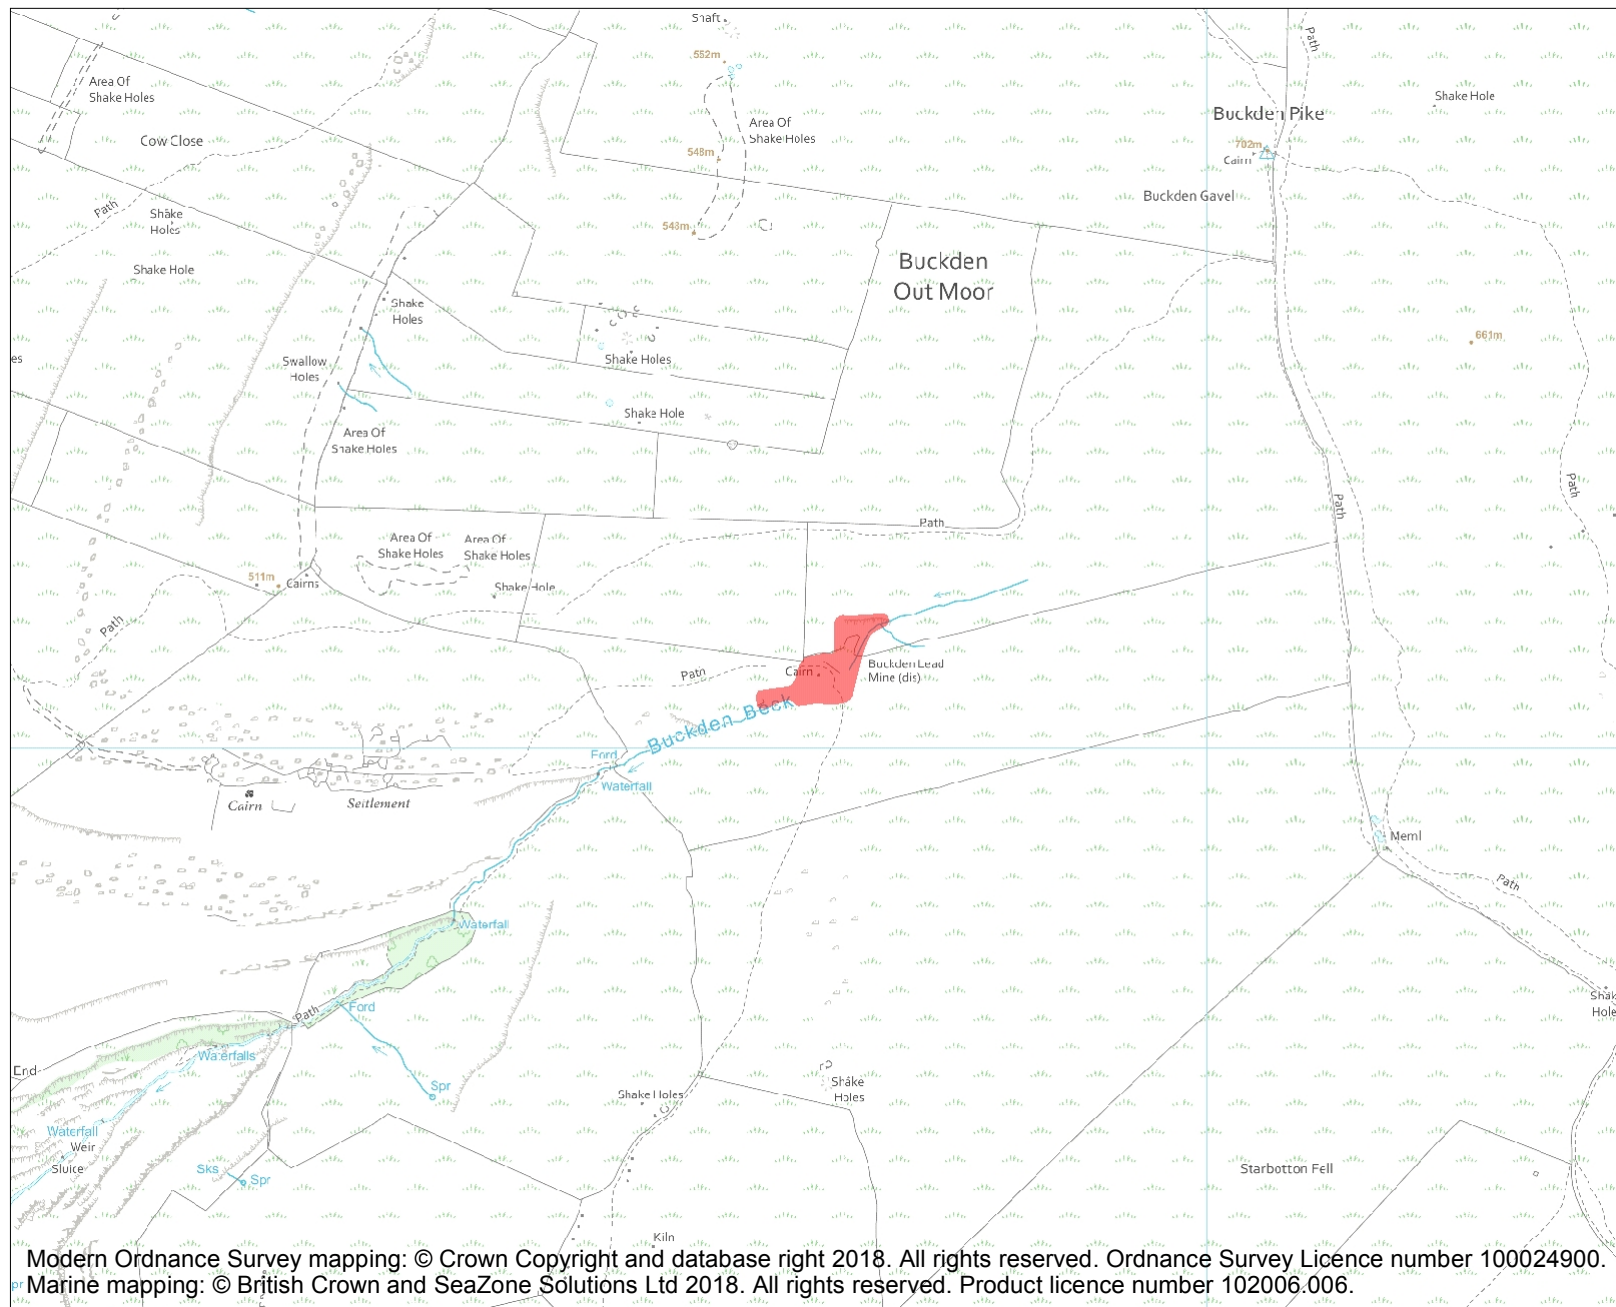 Shaft
552m
Path
Area Of
Shake Holes
Buckden Pike
Shake Hole
Area Of
Shake Holes
Cow Close
548m
702m
Cairn
Buckden Gavel
Path
Shake
Holes
548m
Buckden
Out Moor
Shake Hole
Shake
Holes
661m
es
Swallow
Holes
Shake Holes
Shake Hole
Area Of
Shake Holes
Path
Path
Path
Area Of
Shake Holes
Area Of
Shake Holes
511m
Cairns
Shake Hole
Path
Path
Cairn
Buckden Lead
Mine (dis)
Buckden Beck
Ford
Waterfall
Cairn
Settlement
Meml
Path
Waterfall
Path
Ford
Shak
Hole
Waterfalls
End
Spr
Shake Holes
Shake
Holes
Waterfall
Weir
Sluice
Sks
Spr
Starbotton Fell
Kiln
Modern Ordnance Survey mapping: © Crown Copyright and database right 2018. All rights reserved. Ordnance Survey Licence number 100024900.
Marine mapping: © British Crown and SeaZone Solutions Ltd 2018. All rights reserved. Product licence number 102006.006.
pr